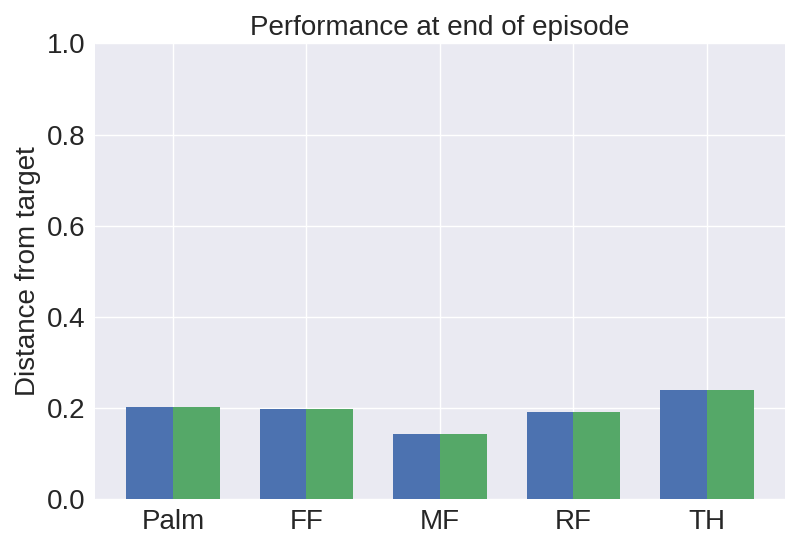 Performance at end of episode
Distance from target
1.0
0.8
0.6
0.4
0.2
0.0
Palm FF MF RF TH